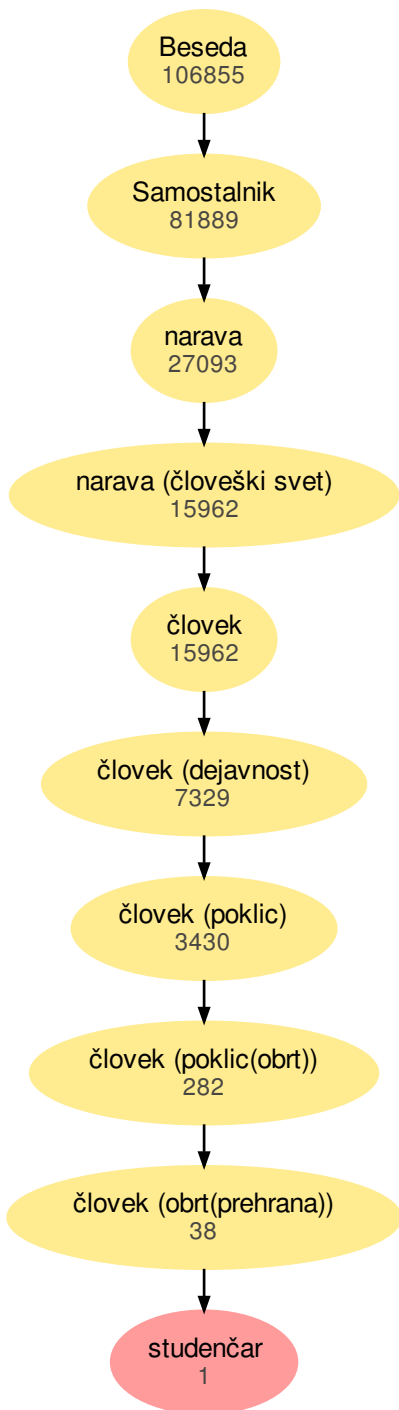 Beseda
106855
Samostalnik
81889
narava
27093
narava (človeški svet)
15962
človek
15962
človek (dejavnost)
7329
človek (poklic)
3430
človek (poklic(obrt))
282
človek (obrt(prehrana))
38
studenčar
1